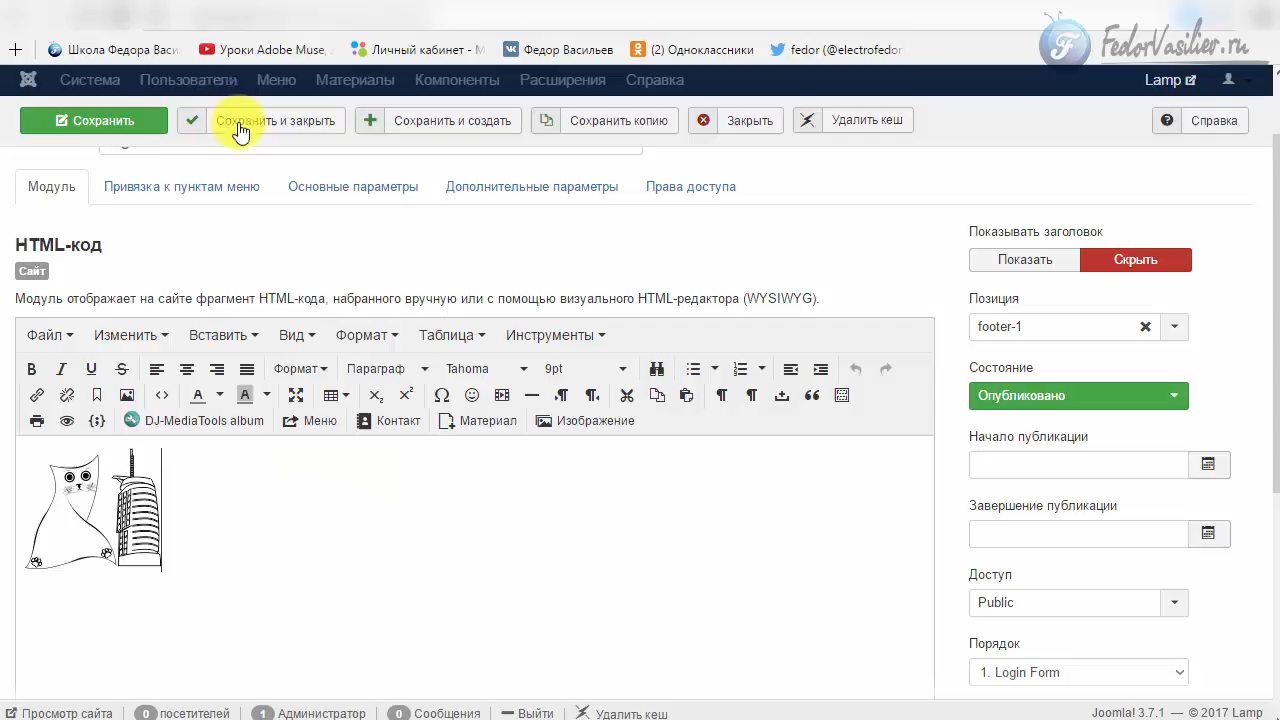 Школа Федора Васил
Уроки Adobe Muse,
Личный кабинет - М
Федор Васильев
(2) Одноклассники
fedor (@electrofedor
FedorVasiliev.ru
Система Пользователи Меню Материалы Компоненты Расширения Справка Lamp
Сохранить Сохранить и закрыть Сохранить и создать Сохранить копию Закрыть Удалить кеш Справка
Модуль Привязка к пунктам меню Основные параметры Дополнительные параметры Права доступа
HTML-код
Сайт
Модуль отображает на сайте фрагмент HTML-кода, набранного вручную или с помощью визуального HTML-редактора (WYSIWYG).
Файл Изменить Вставить Вид Формат Таблица Инструменты
Формат Параграф Tahoma 9pt
DJ-MediaTools album Меню Контакт Материал Изображение
Показывать заголовок
Показать Скрыть
Позиция
footer-1
Состояние
Опубликовано
Начало публикации
Завершение публикации
Доступ
Public
Порядок
1. Login Form
Просмотр сайта 0 посетителей 1 Администратор 0 Сообщения Выйти Удалить кеш Joomla! 3.7.1 — © 2017 Lamp